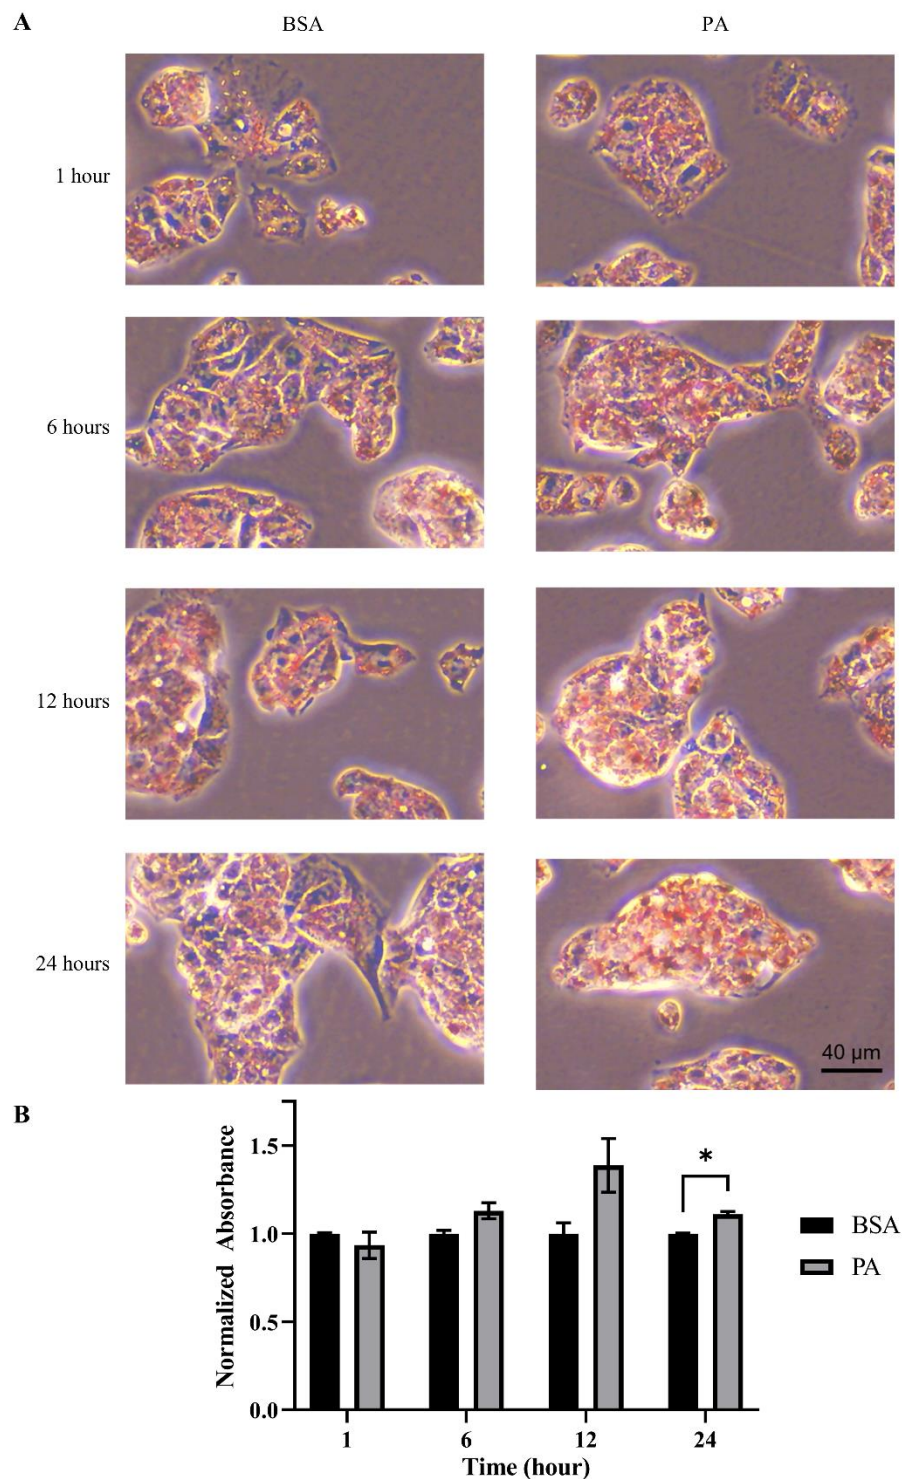 A
BSA
PA
1 hour
6 hours
12 hours
24 hours
40 µm
B
Normalized Absorbance
1.5
1.0
0.5
0.0
*
BSA
PA
1
6
12
24
Time (hour)